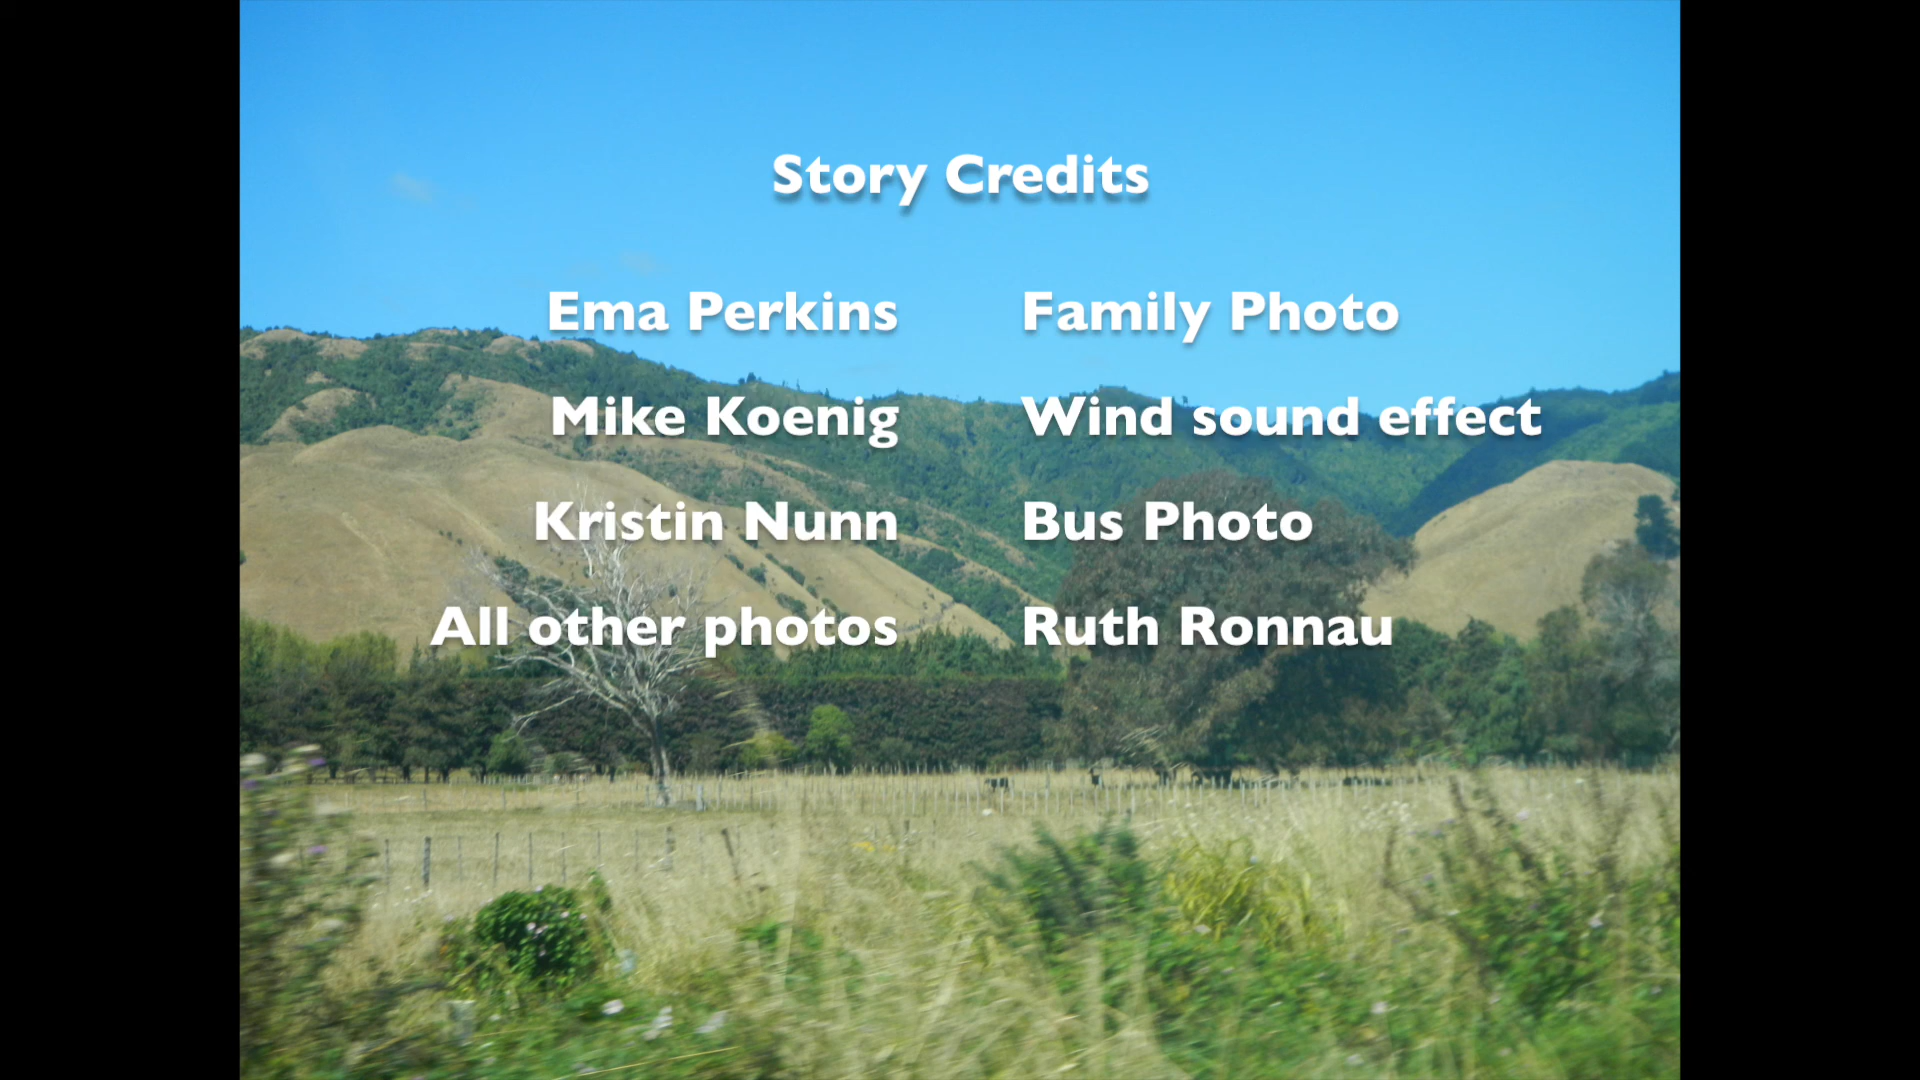 Story Credits
Ema Perkins Family Photo
Mike Koenig Wind sound effect
Kristin Nunn Bus Photo
All other photos Ruth Ronnau